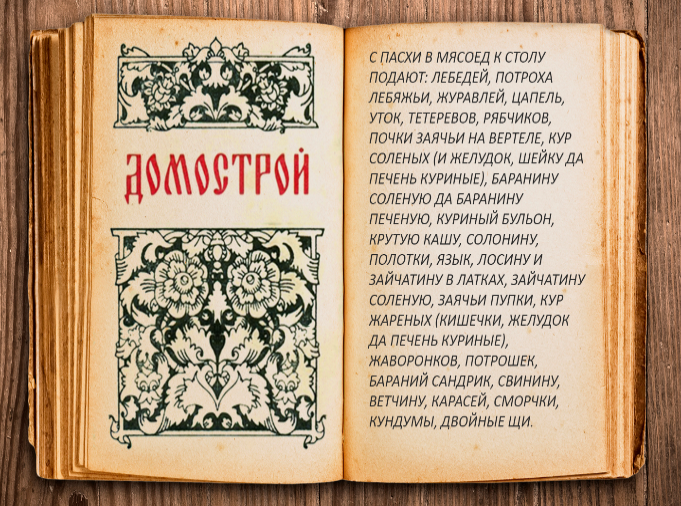 ДОМОСТРОЙ
С ПАСХИ В МЯСОЕД К СТОЛУ
ПОДАЮТ: ЛЕБЕДЕЙ, ПОТРОХА
ЛЕБЯЖЬИ, ЖУРАВЛЕЙ, ЦАПЕЛЬ,
УТОК, ТЕТЕРЕВОВ, РЯБЧИКОВ,
ПОЧКИ ЗАЯЧЬИ НА ВЕРТЕЛЕ, КУР
СОЛЕНЫХ (И ЖЕЛУДОК, ШЕЙКУ ДА
ПЕЧЕНЬ КУРИНЫЕ), БАРАНИНУ
СОЛЕНУЮ ДА БАРАНИНУ
ПЕЧЕНУЮ, КУРИНЫЙ БУЛЬОН,
КРУТУЮ КАШУ, СОЛОНИНУ,
ПОЛОТКИ, ЯЗЫК, ЛОСИНУ И
ЗАЙЧАТИНУ В ЛАТКАХ, ЗАЙЧАТИНУ
СОЛЕНУЮ, ЗАЯЧЬИ ПУПКИ, КУР
ЖАРЕНЫХ (КИШЕЧКИ, ЖЕЛУДОК
ДА ПЕЧЕНЬ КУРИНЫЕ),
ЖАВОРОНКОВ, ПОТРОШЕК,
БАРАНИЙ САНДРИК, СВИНИНУ,
ВЕТЧИНУ, КАРАСЕЙ, СМОРЧКИ,
КУНДУМЫ, ДВОЙНЫЕ ЩИ.